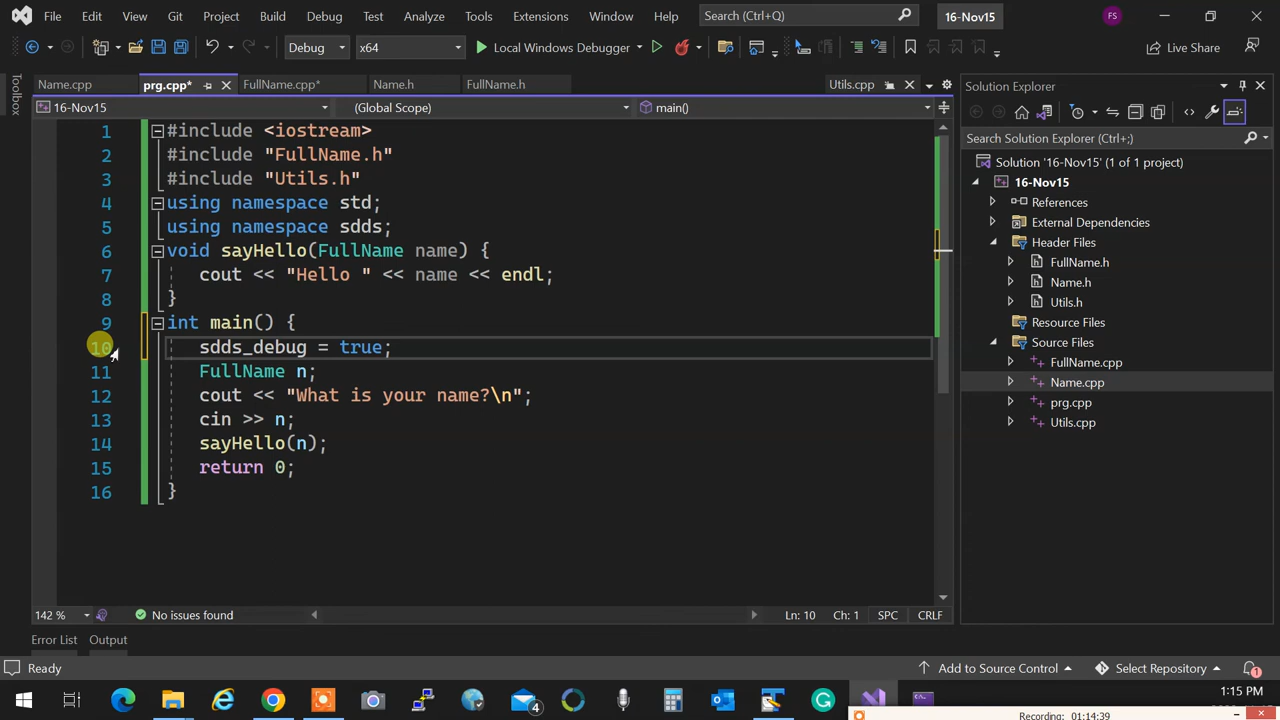 File Edit View Git Project Build Debug Test Analyze Tools Extensions Window Help Search (Ctrl+Q) 16-Nov15 FS
Debug x64 Local Windows Debugger Live Share
Toolbox
Name.cpp prg.cpp* FullName.cpp* Name.h FullName.h Utils.cpp
16-Nov15 (Global Scope) main()
1 #include <iostream>
2 #include "FullName.h"
3 #include "Utils.h"
4 using namespace std;
5 using namespace sdds;
6 void sayHello(FullName name) {
7 cout << "Hello " << name << endl;
8 }
9 int main() {
10 sdds_debug = true;
11 FullName n;
12 cout << "What is your name?\n";
13 cin >> n;
14 sayHello(n);
15 return 0;
16 }
142 % No issues found Ln: 10 Ch: 1 SPC CRLF
Solution Explorer
Search Solution Explorer (Ctrl+;)
Solution '16-Nov15' (1 of 1 project)
16-Nov15
References
External Dependencies
Header Files
FullName.h
Name.h
Utils.h
Resource Files
Source Files
FullName.cpp
Name.cpp
prg.cpp
Utils.cpp
Error List Output
Ready Add to Source Control Select Repository 1
4
1:15 PM
Recording: 01:14:39